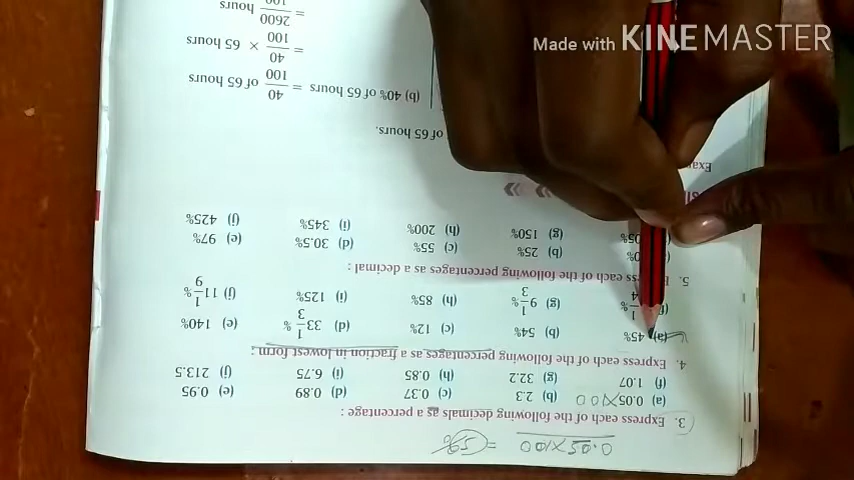 Made with KINEMASTER
0.05X100 = 5%
3. Express each of the following decimals as a percentage :
(a) 0.05X100 (b) 2.3 (c) 0.37 (d) 0.89 (e) 0.95
(f) 1.07 (g) 32.2 (h) 0.85 (i) 6.75 (j) 213.5
4. Express each of the following percentages as a fraction in lowest form :
(a) 45% (b) 54% (c) 12% (d) 33 1/3 % (e) 140%
(g) 9 1/3 % (h) 85% (i) 125% (j) 11 1/9 %
5. each of the following percentages as a decimal :
(b) 25% (c) 55% (d) 30.5% (e) 97%
(g) 150% (h) 200% (i) 345% (j) 425%
of 65 hours.
(b) 40% of 65 hours = 40/100 of 65 hours
= 40/100 × 65 hours
= 2600/100 hours